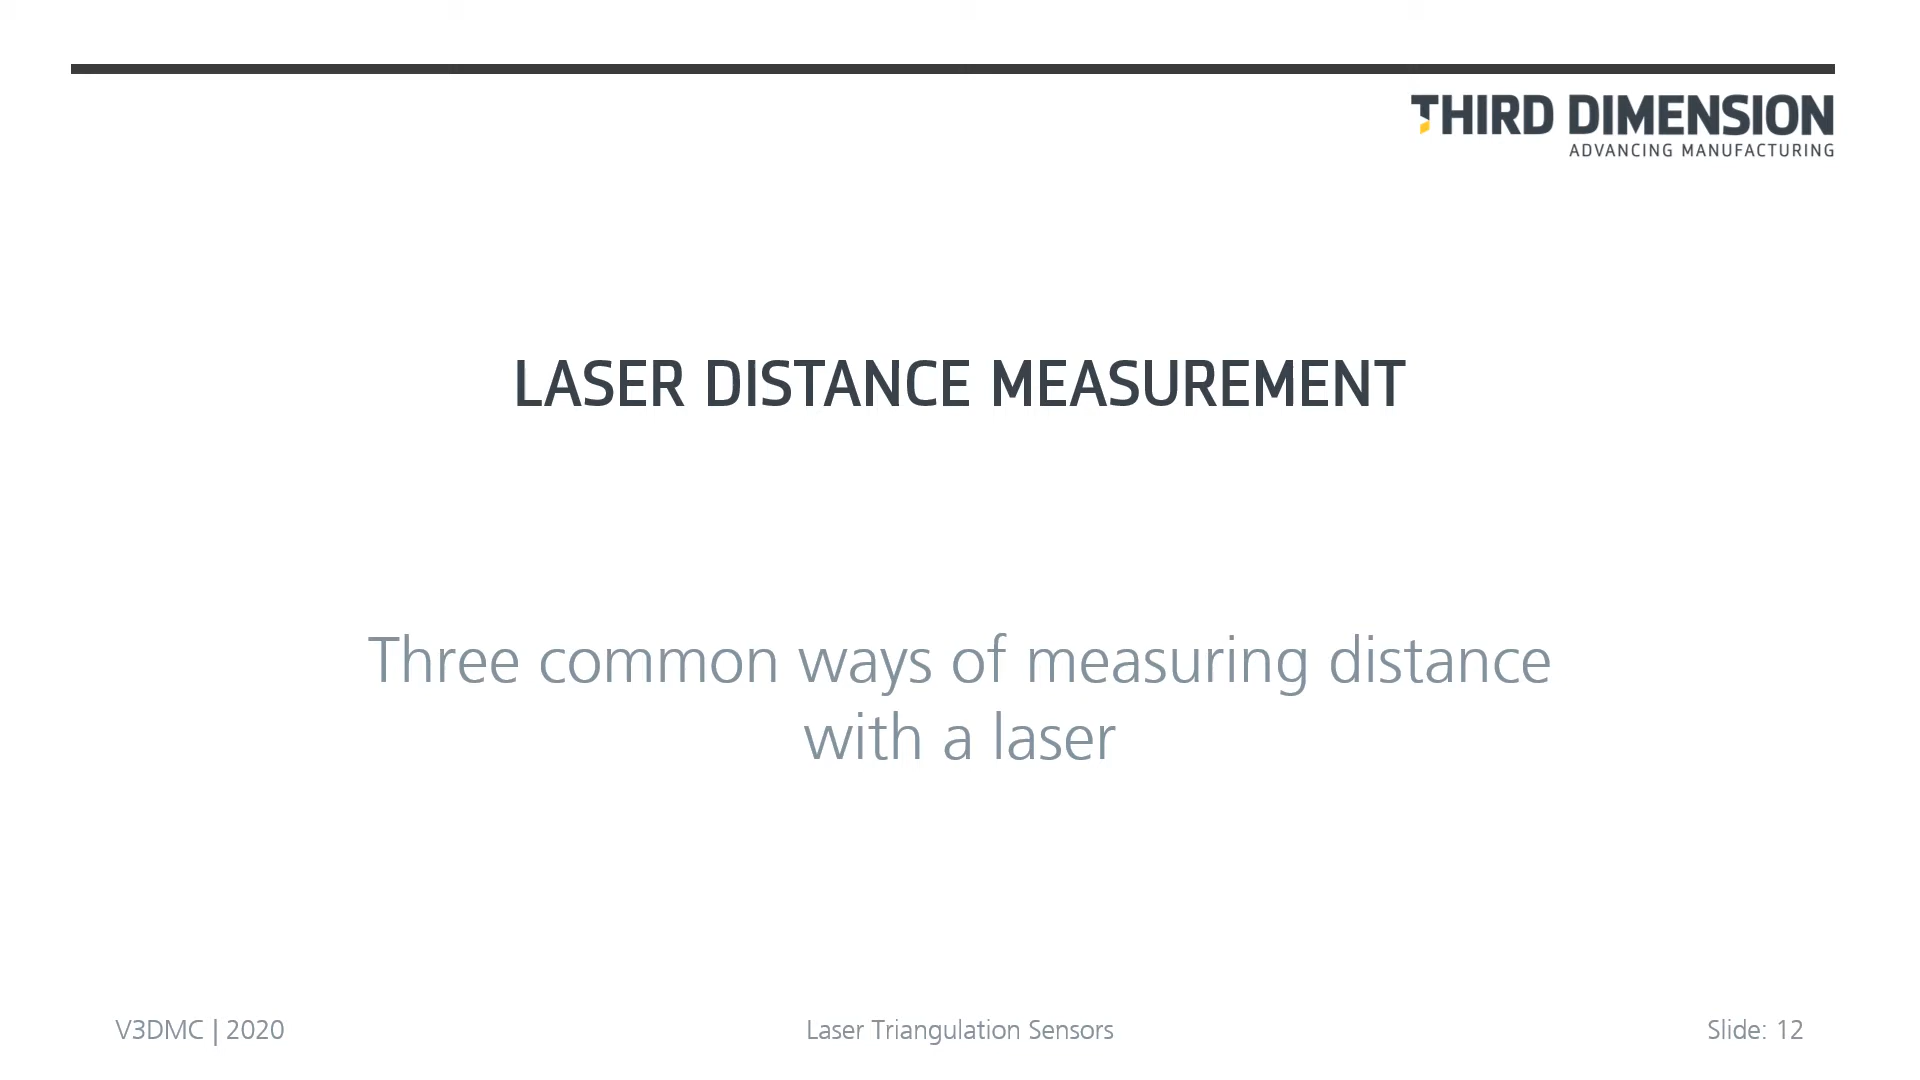 THIRD DIMENSION
ADVANCING MANUFACTURING
LASER DISTANCE MEASUREMENT
Three common ways of measuring distance
with a laser
V3DMC | 2020
Laser Triangulation Sensors
Slide: 12